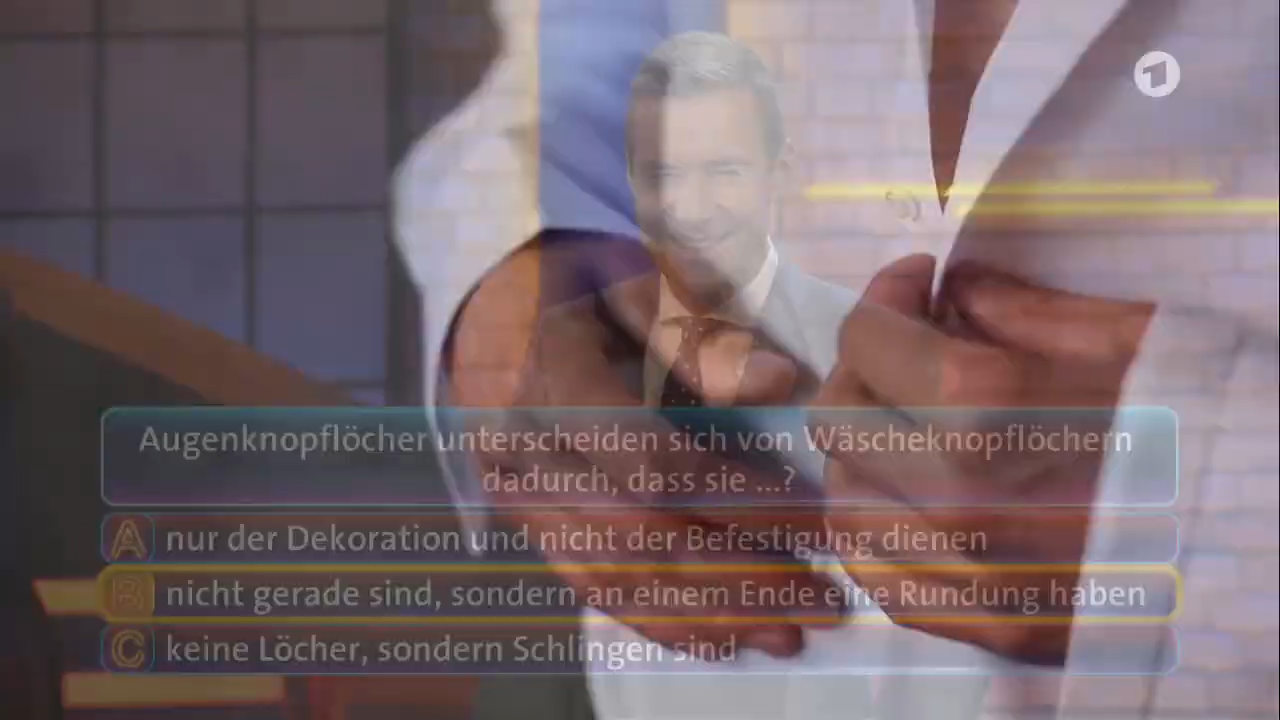 1
Augenknopflöcher unterscheiden sich von Wäscheknopflöchern
dadurch, dass sie ...?
A nur der Dekoration und nicht der Befestigung dienen
B nicht gerade sind, sondern an einem Ende eine Rundung haben
C keine Löcher, sondern Schlingen sind